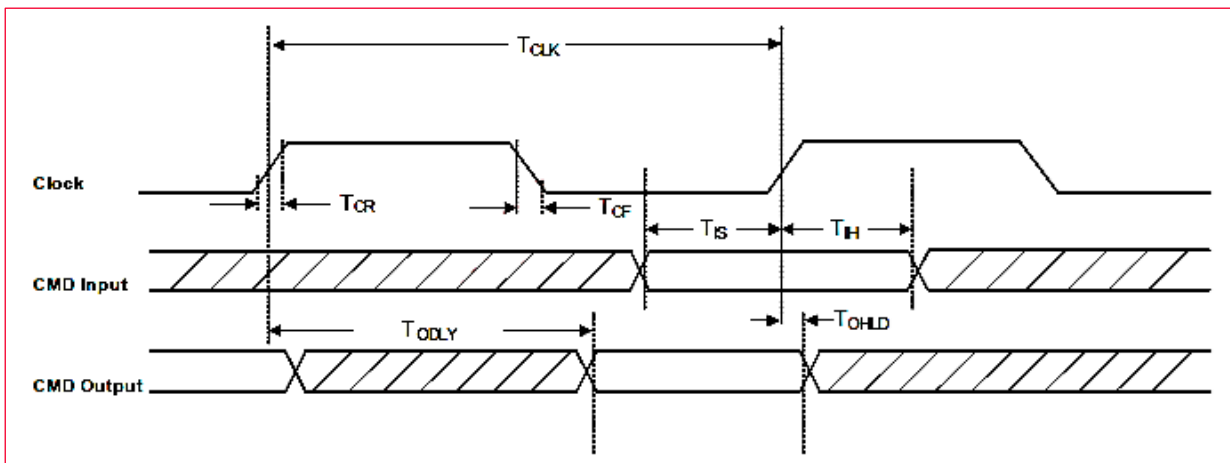 TCLK
Clock
TCR
TCF
TIS
TIH
CMD Input
TODLY
TOHLD
CMD Output